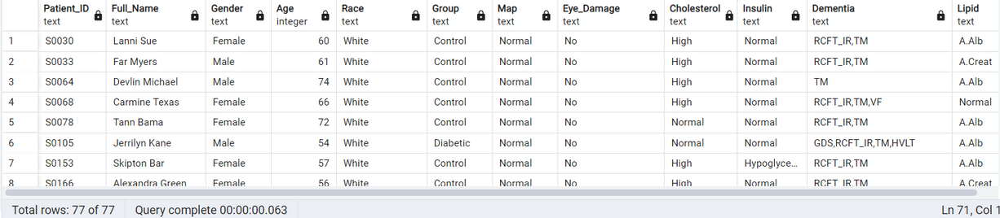 Patient_ID Full_Name Gender Age Race Group Map Eye_Damage Cholesterol Insulin Dementia Lipid
text text text integer text text text text text text text text
1 S0030 Lanni Sue Female 60 White Control Normal No High Normal RCFT_IR,TM A.Alb
2 S0033 Far Myers Male 61 White Control Normal No High Normal RCFT_IR,TM A.Creat
3 S0064 Devlin Michael Male 74 White Control Normal No High Normal TM A.Alb
4 S0068 Carmine Texas Female 66 White Control Normal No High Normal RCFT_IR,TM,VF Normal
5 S0078 Tann Bama Female 72 White Control Normal No Normal Normal RCFT_IR,TM A.Alb
6 S0105 Jerrilyn Kane Male 54 White Diabetic Normal No Normal Normal GDS,RCFT_IR,TM,HVLT A.Alb
7 S0153 Skipton Bar Female 57 White Control Normal No High Hypoglyce... RCFT_IR,TM A.Alb
8 S0166 Alexandra Green Female 56 White Control Normal No High Normal RCFT_IR,TM A.Creat
Total rows: 77 of 77 Query complete 00:00:00.063 Ln 71, Col 1